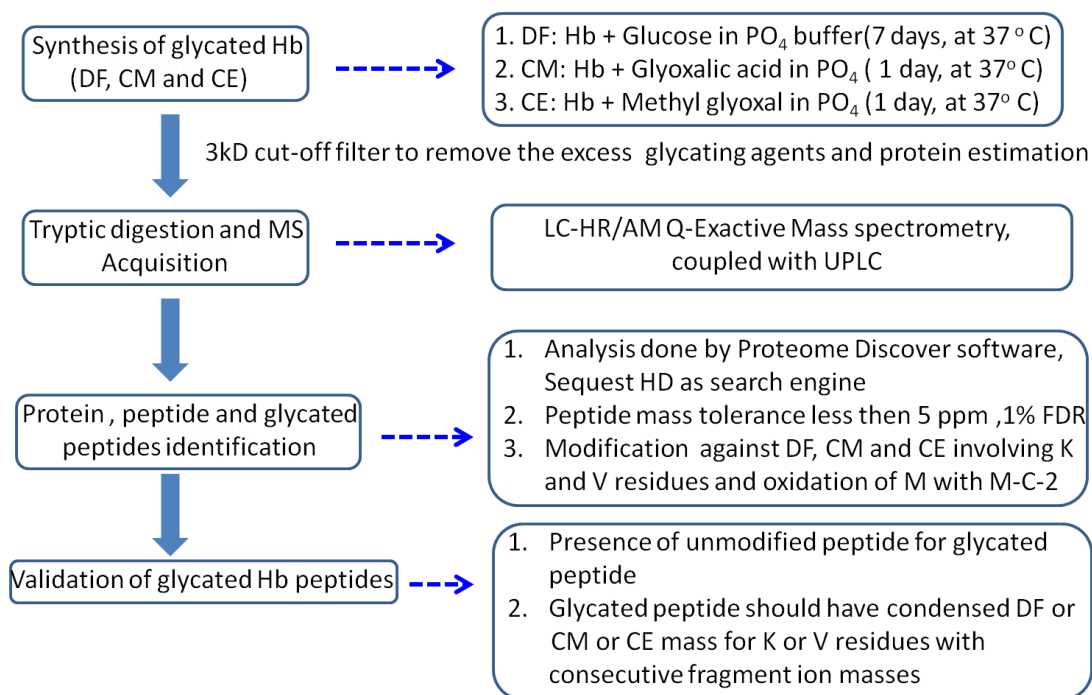 Synthesis of glycated Hb
(DF, CM and CE)
1. DF: Hb + Glucose in PO₄ buffer(7 days, at 37 ᵒ C)
2. CM: Hb + Glyoxalic acid in PO₄ ( 1 day, at 37ᵒ C)
3. CE: Hb + Methyl glyoxal in PO₄ (1 day, at 37ᵒ C)
3kD cut-off filter to remove the excess glycating agents and protein estimation
Tryptic digestion and MS
Acquisition
LC-HR/AM Q-Exactive Mass spectrometry,
coupled with UPLC
Protein , peptide and glycated
peptides identification
1. Analysis done by Proteome Discover software,
Sequest HD as search engine
2. Peptide mass tolerance less then 5 ppm ,1% FDR
3. Modification against DF, CM and CE involving K
and V residues and oxidation of M with M-C-2
Validation of glycated Hb peptides
1. Presence of unmodified peptide for glycated
peptide
2. Glycated peptide should have condensed DF or
CM or CE mass for K or V residues with
consecutive fragment ion masses